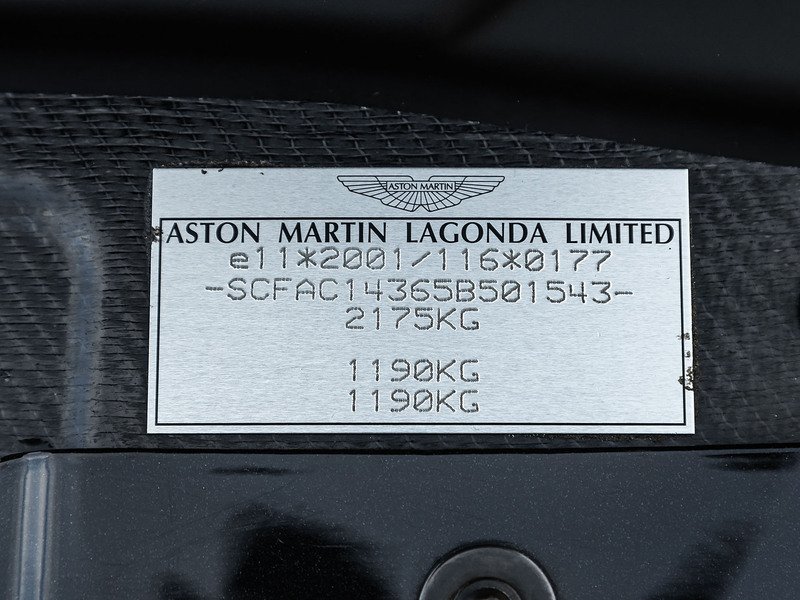 ASTON MARTIN
ASTON MARTIN LAGONDA LIMITED
e11*2001/116*0177
-SCFAC14365B501543-
2175KG
1190KG
1190KG